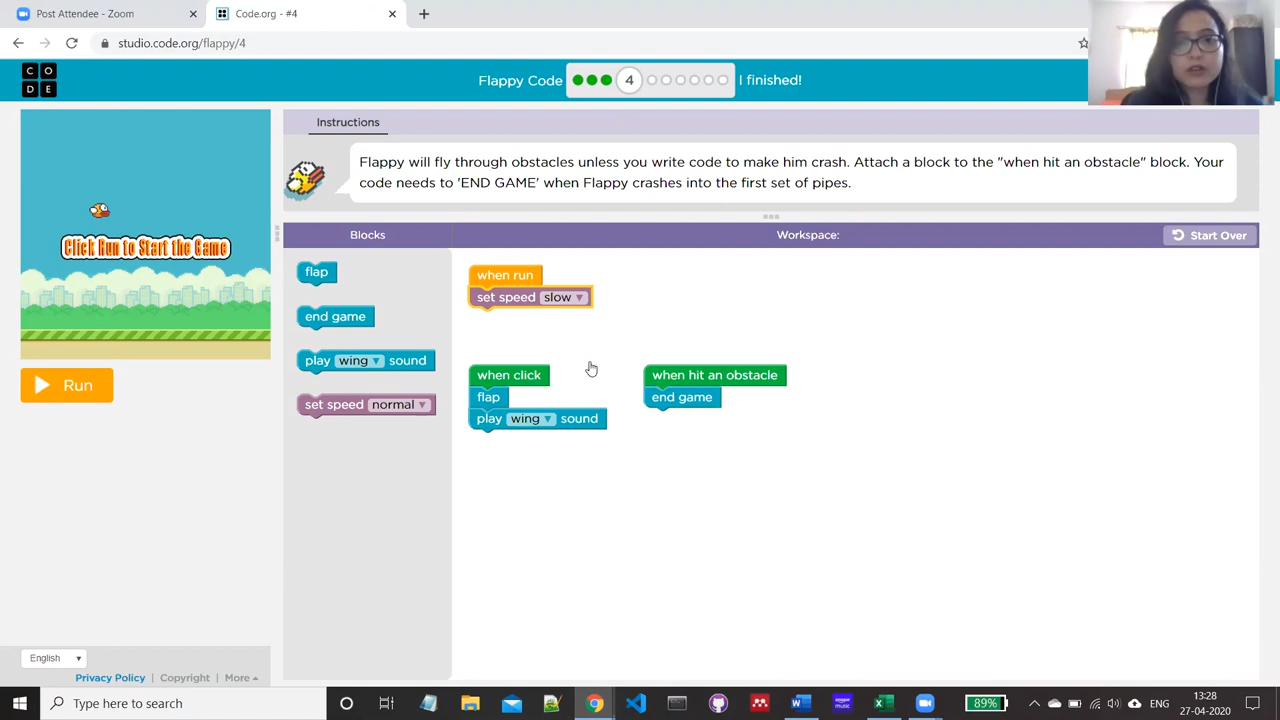 Post Attendee - Zoom
Code.org - #4
studio.code.org/flappy/4
C O
D E
Flappy Code
4
I finished!
Instructions
Flappy will fly through obstacles unless you write code to make him crash. Attach a block to the "when hit an obstacle" block. Your
code needs to 'END GAME' when Flappy crashes into the first set of pipes.
Blocks
Workspace:
Start Over
Click Run to Start the Game
Run
flap
end game
play wing sound
set speed normal
when run
set speed slow
when click
flap
play wing sound
when hit an obstacle
end game
English
Privacy Policy | Copyright | More
Type here to search
89%
ENG
13:28
27-04-2020